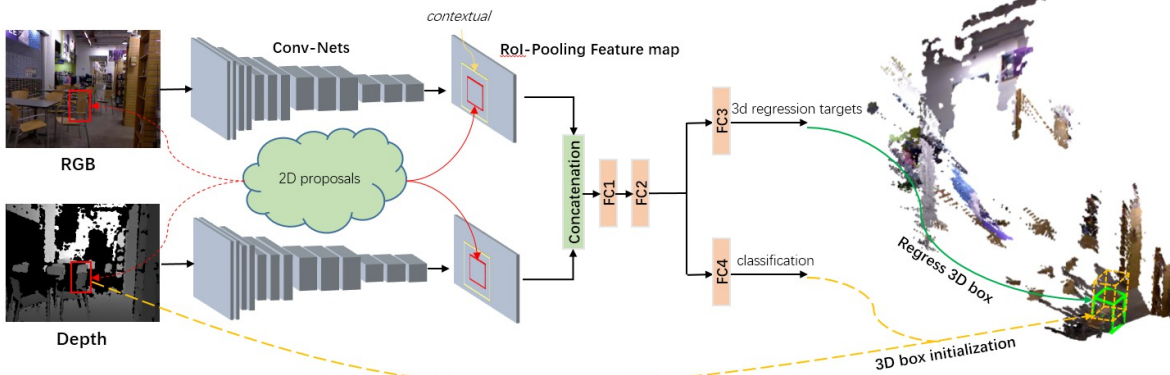 contextual
Conv-Nets
RoI-Pooling Feature map
RGB
2D proposals
Depth
Concatenation
FC1
FC2
FC3
3d regression targets
FC4
classification
Regress 3D box
3D box initialization